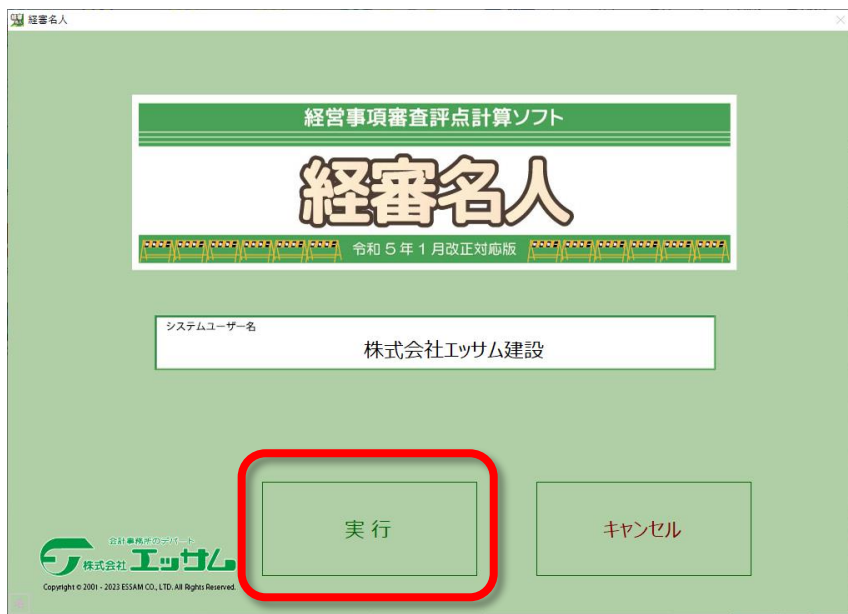 経審名人
経営事項審査評点計算ソフト
経審名人
令和5年1月改正対応版
システムユーザー名
株式会社エッサム建設
実行
キャンセル
会計事務所のデパート
株式会社エッサム
Copyright © 2001 - 2023 ESSAM CO., LTD. All Rights Reserved.